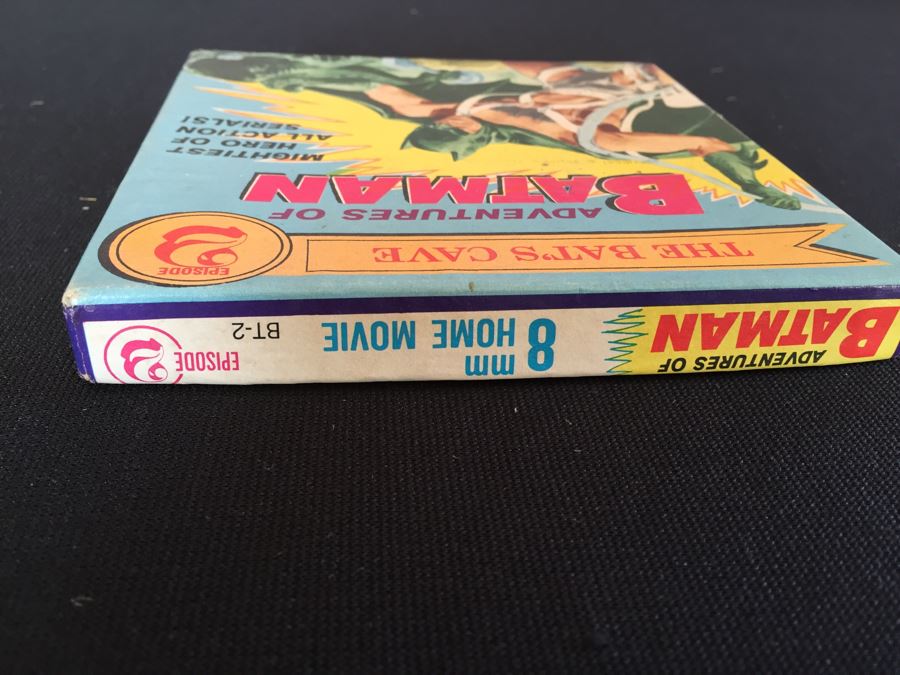 EPISODE
2
THE BAT'S CAVE
ADVENTURES OF
BATMAN
MIGHTIEST
HERO OF
ALL ACTION
SERIALS!
ADVENTURES OF
BATMAN
8 mm
HOME MOVIE
BT-2
EPISODE
2